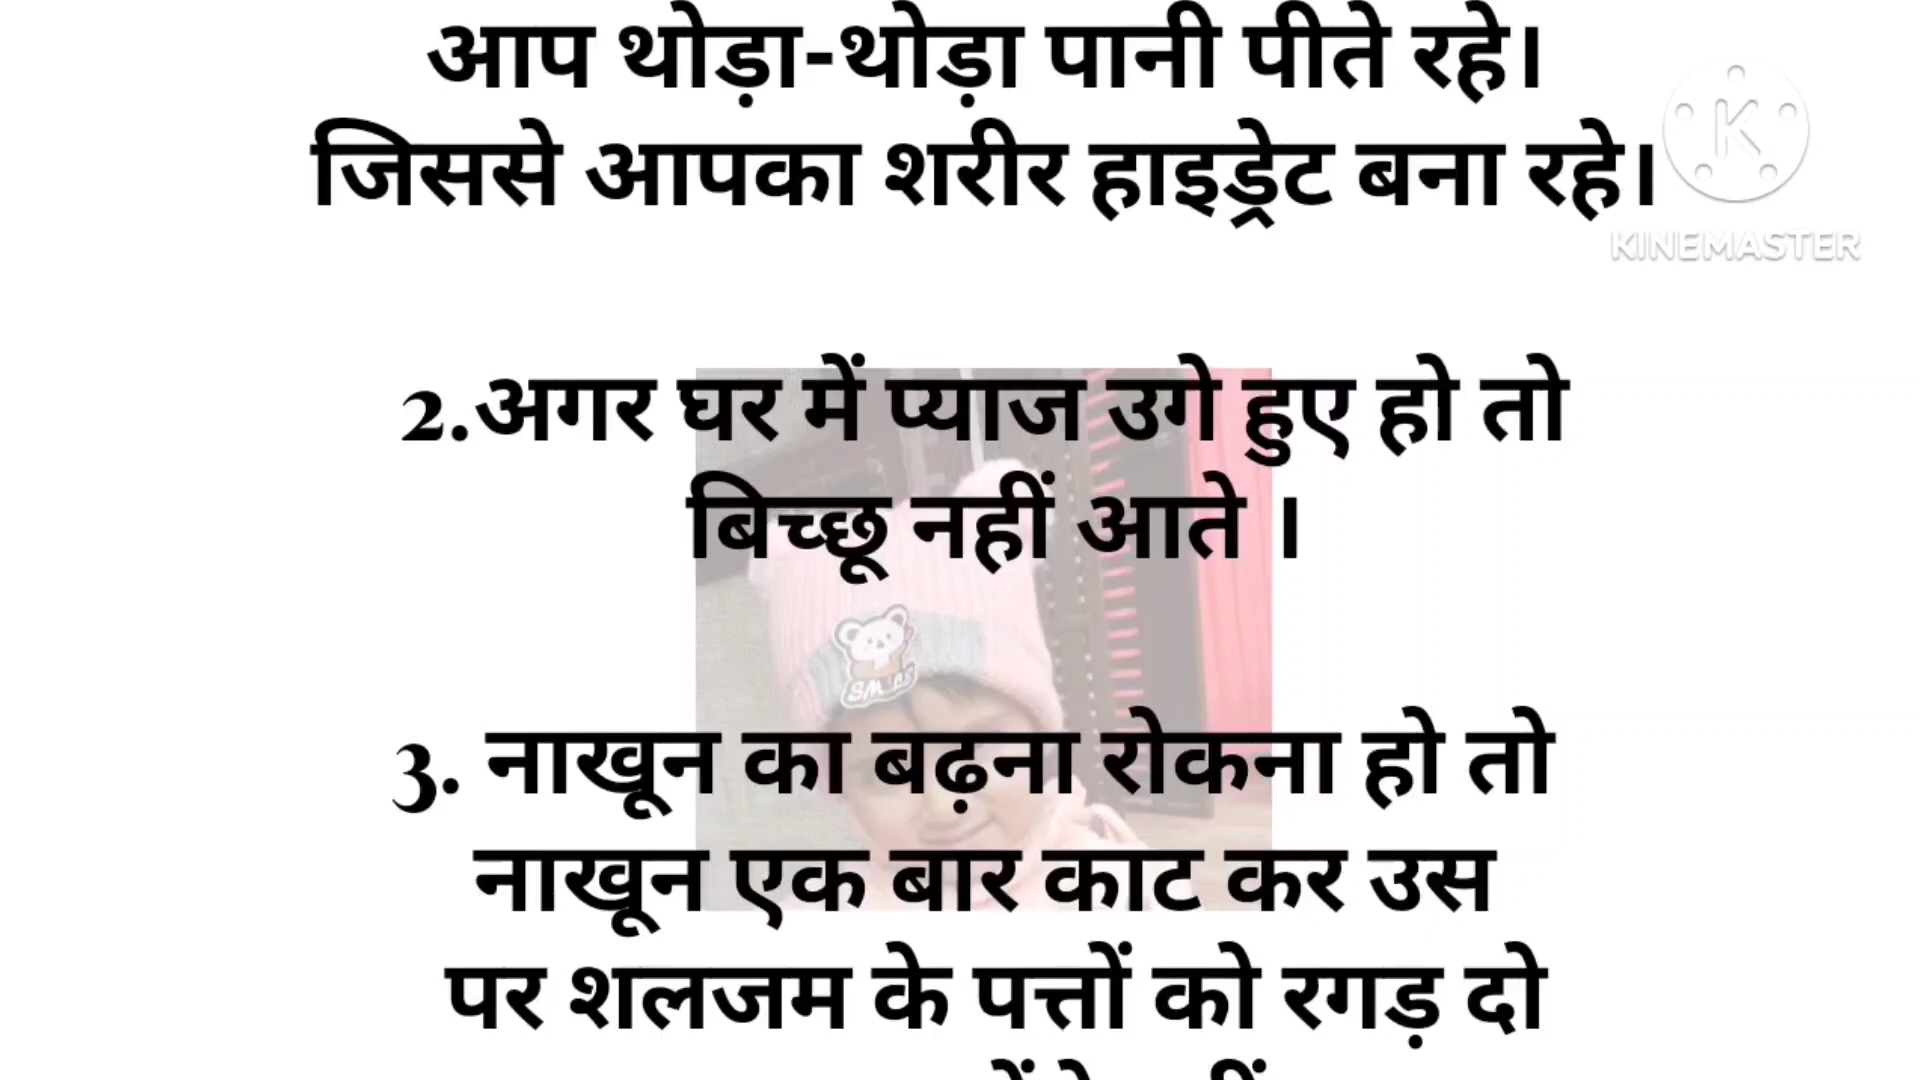 आप थोड़ा-थोड़ा पानी पीते रहे।
जिससे आपका शरीर हाइड्रेट बना रहे।
KINEMASTER
2.अगर घर में प्याज उगे हुए हो तो
बिच्छू नहीं आते ।
3. नाखून का बढ़ना रोकना हो तो
नाखून एक बार काट कर उस
पर शलजम के पत्तों को रगड़ दो